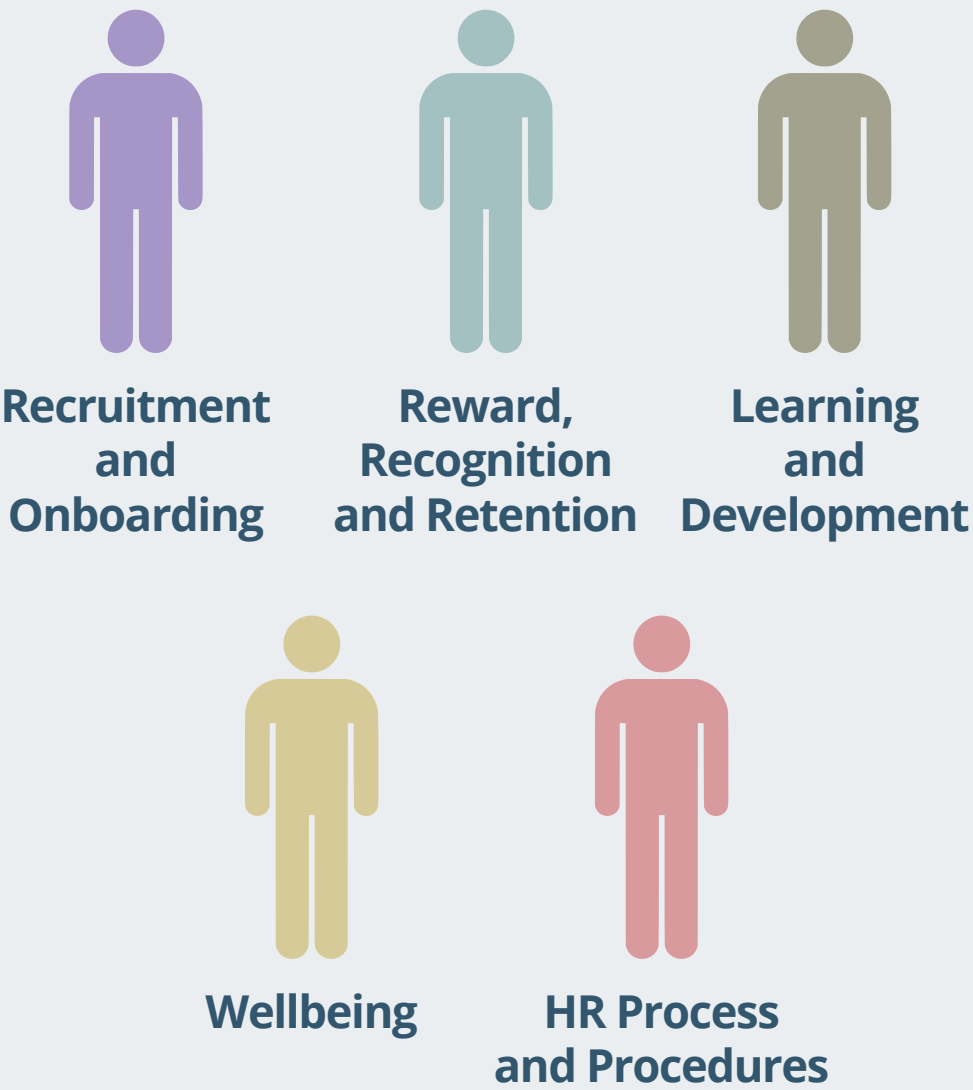 Recruitment
and
Onboarding
Reward,
Recognition
and Retention
Learning
and
Development
Wellbeing
HR Process
and Procedures